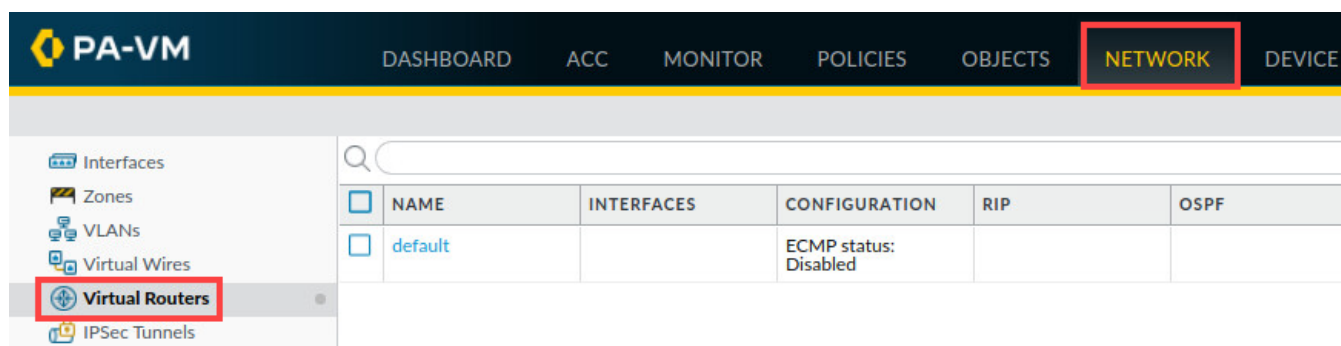 PA-VM
DASHBOARD ACC MONITOR POLICIES OBJECTS NETWORK DEVICE
Interfaces
Zones
VLANs
Virtual Wires
Virtual Routers
IPSec Tunnels
NAME INTERFACES CONFIGURATION RIP OSPF
default ECMP status:
Disabled